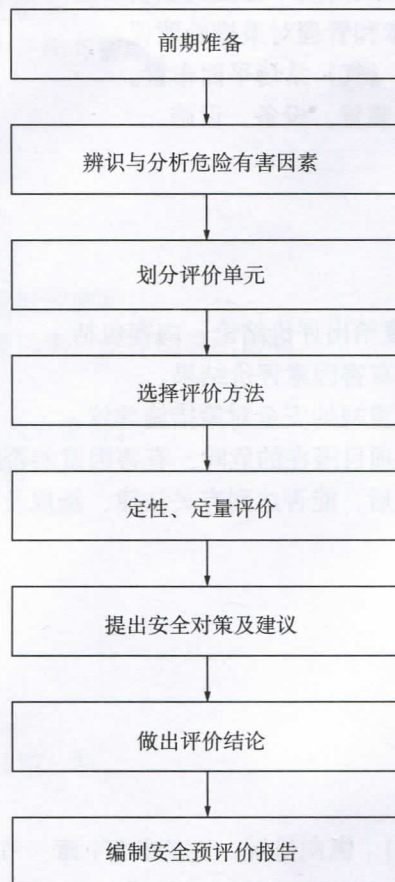 前期准备
辨识与分析危险有害因素
划分评价单元
选择评价方法
定性、定量评价
提出安全对策及建议
做出评价结论
编制安全预评价报告